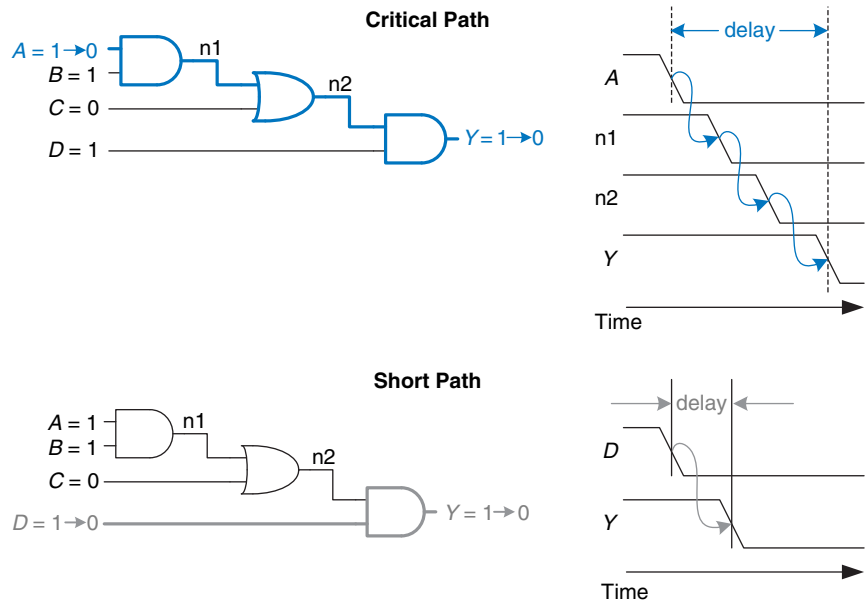 Critical Path
A = 1→0
B = 1
C = 0
D = 1
n1
n2
Y = 1→0
delay
A
n1
n2
Y
Time
Short Path
A = 1
B = 1
C = 0
D = 1→0
n1
n2
Y = 1→0
delay
D
Y
Time